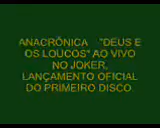 ANACRÔNICA "DEUS E
OS LOUCOS" AO VIVO
NO JOKER,
LANÇAMENTO OFICIAL
DO PRIMEIRO DISCO